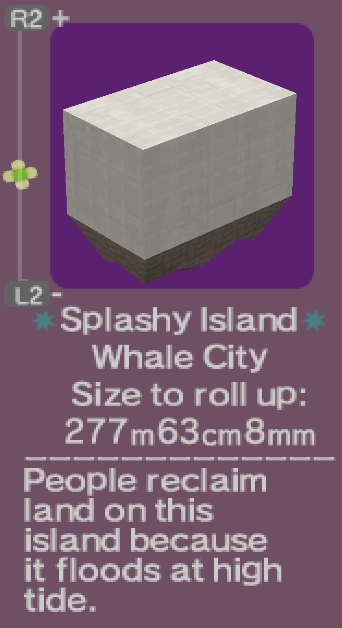 R2 +
L2 -
Splashy Island
Whale City
Size to roll up:
277m63cm8mm
People reclaim
land on this
island because
it floods at high
tide.